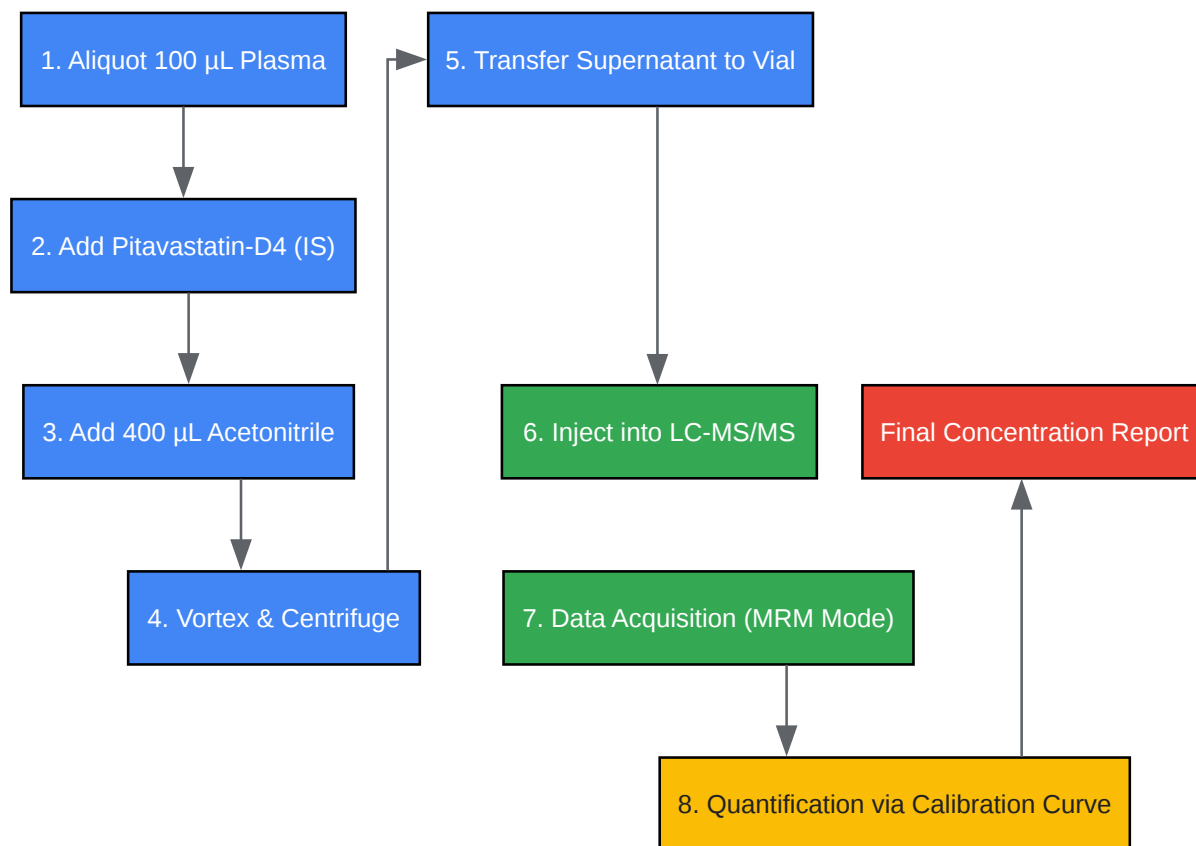 1. Aliquot 100 µL Plasma
2. Add Pitavastatin-D4 (IS)
3. Add 400 µL Acetonitrile
4. Vortex & Centrifuge
5. Transfer Supernatant to Vial
6. Inject into LC-MS/MS
7. Data Acquisition (MRM Mode)
8. Quantification via Calibration Curve
Final Concentration Report